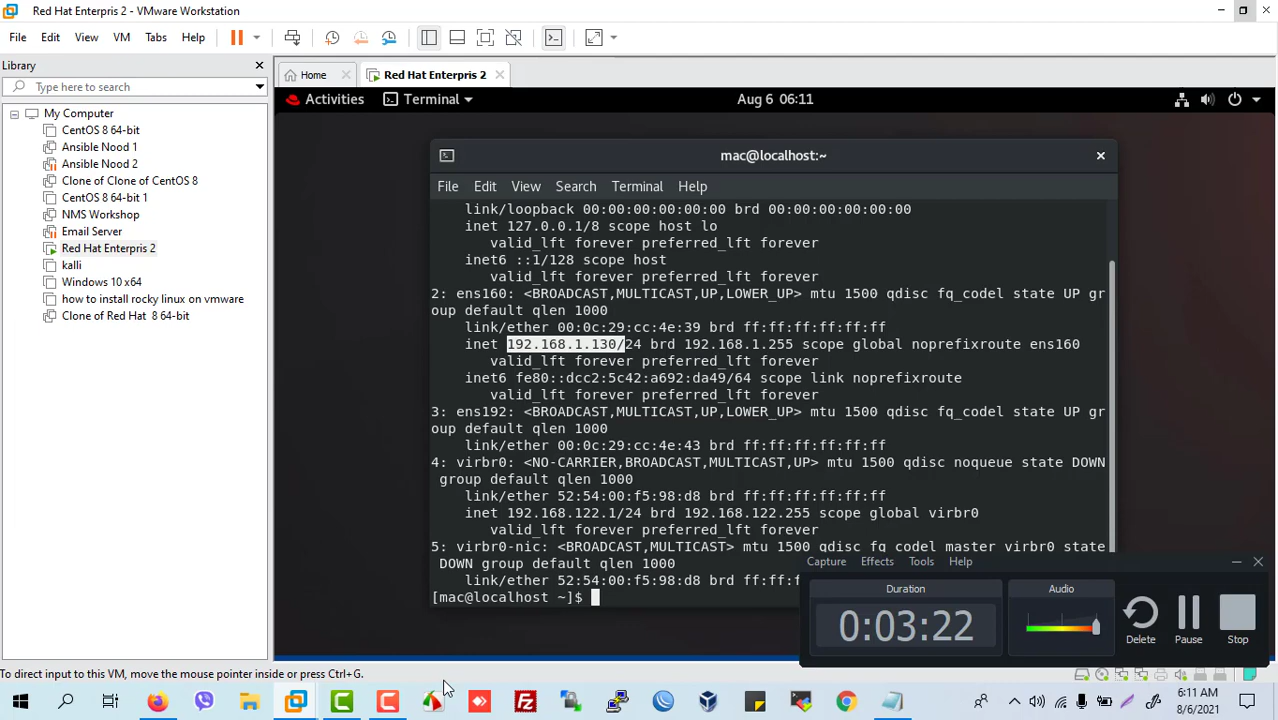 Red Hat Enterpris 2 - VMware Workstation
File Edit View VM Tabs Help
Library
Type here to search
My Computer
CentOS 8 64-bit
Ansible Nood 1
Ansible Nood 2
Clone of Clone of CentOS 8
CentOS 8 64-bit 1
NMS Workshop
Email Server
Red Hat Enterpris 2
kalli
Windows 10 x64
how to install rocky linux on vmware
Clone of Red Hat 8 64-bit
Home
Red Hat Enterpris 2
Activities
Terminal
Aug 6 06:11
mac@localhost:~
File Edit View Search Terminal Help
link/loopback 00:00:00:00:00:00 brd 00:00:00:00:00:00
inet 127.0.0.1/8 scope host lo
valid_lft forever preferred_lft forever
inet6 ::1/128 scope host
valid_lft forever preferred_lft forever
2: ens160: <BROADCAST,MULTICAST,UP,LOWER_UP> mtu 1500 qdisc fq_codel state UP gr
oup default qlen 1000
link/ether 00:0c:29:cc:4e:39 brd ff:ff:ff:ff:ff:ff
inet 192.168.1.130/24 brd 192.168.1.255 scope global noprefixroute ens160
valid_lft forever preferred_lft forever
inet6 fe80::dcc2:5c42:a692:da49/64 scope link noprefixroute
valid_lft forever preferred_lft forever
3: ens192: <BROADCAST,MULTICAST,UP,LOWER_UP> mtu 1500 qdisc fq_codel state UP gr
oup default qlen 1000
link/ether 00:0c:29:cc:4e:43 brd ff:ff:ff:ff:ff:ff
4: virbr0: <NO-CARRIER,BROADCAST,MULTICAST,UP> mtu 1500 qdisc noqueue state DOWN
group default qlen 1000
link/ether 52:54:00:f5:98:d8 brd ff:ff:ff:ff:ff:ff
inet 192.168.122.1/24 brd 192.168.122.255 scope global virbr0
valid_lft forever preferred_lft forever
5: virbr0-nic: <BROADCAST,MULTICAST> mtu 1500 qdisc fq_codel master virbr0 state
DOWN group default qlen 1000
link/ether 52:54:00:f5:98:d8 brd ff:ff:f
[mac@localhost ~]$
Capture Effects Tools Help
Duration
0:03:22
Audio
Delete
Pause
Stop
To direct input to this VM, move the mouse pointer inside or press Ctrl+G.
6:11 AM
8/6/2021